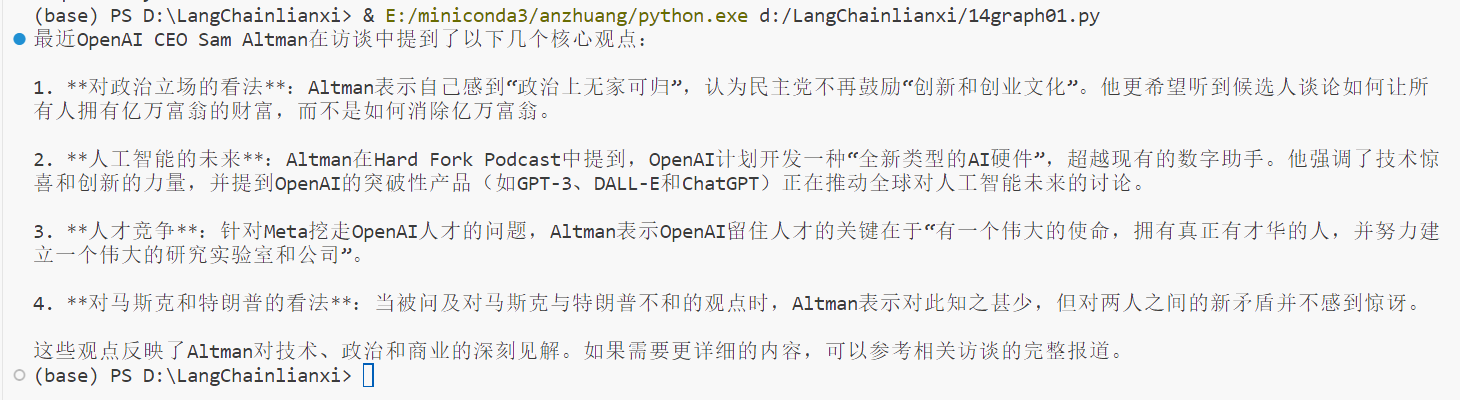 (base) PS D:\LangChainlianxi> & E:/miniconda3/anzhuang/python.exe d:/LangChainlianxi/14graph01.py
最近OpenAI CEO Sam Altman在访谈中提到了以下几个核心观点：
1. **对政治立场的看法**：Altman表示自己感到“政治上无家可归”，认为民主党不再鼓励“创新和创业文化”。他更希望听到候选人谈论如何让所
有人拥有亿万富翁的财富，而不是如何消除亿万富翁。
2. **人工智能的未来**：Altman在Hard Fork Podcast中提到，OpenAI计划开发一种“全新类型的AI硬件”，超越现有的数字助手。他强调了技术惊
喜和创新的力量，并提到OpenAI的突破性产品（如GPT-3、DALL-E和ChatGPT）正在推动全球对人工智能未来的讨论。
3. **人才竞争**：针对Meta挖走OpenAI人才的问题，Altman表示OpenAI留住人才的关键在于“有一个伟大的使命，拥有真正有才华的人，并努力建
立一个伟大的研究实验室和公司”。
4. **对马斯克和特朗普的看法**：当被问及对马斯克与特朗普不和的观点时，Altman表示对此知之甚少，但对两人之间的新矛盾并不感到惊讶。
这些观点反映了Altman对技术、政治和商业的深刻见解。如果需要更详细的内容，可以参考相关访谈的完整报道。
(base) PS D:\LangChainlianxi>